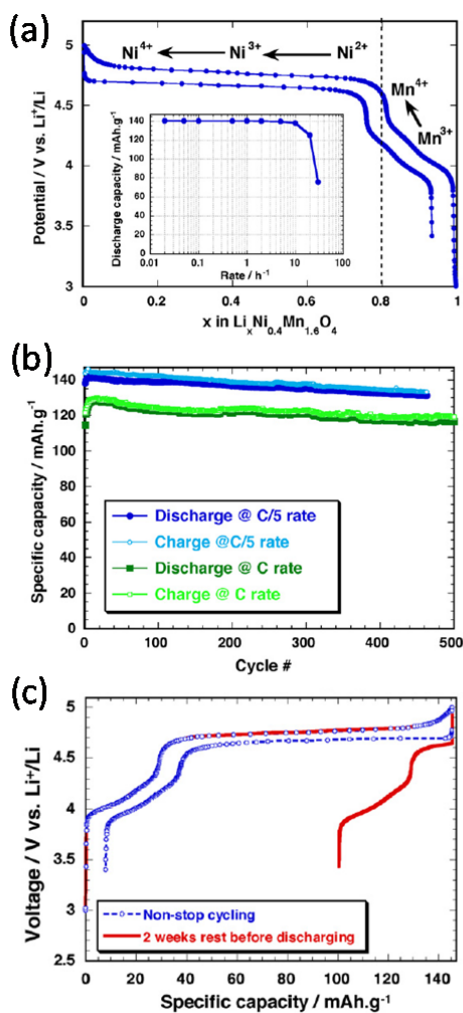 (a)
Ni4+ Ni3+ Ni2+
Mn4+
Mn3+
Potential / V vs. Li+/Li
5
4.5
4
3.5
3
Discharge capacity / mAh.g-1
140
120
100
80
60
40
20
0
0.01 0.1 1 10 100
Rate / h-1
0 0.2 0.4 0.6 0.8 1
x in LixNi0.4Mn1.6O4
(b)
Specific capacity / mAh.g-1
140
120
100
80
60
40
20
0
Discharge @ C/5 rate
Charge @C/5 rate
Discharge @ C rate
Charge @ C rate
0 100 200 300 400 500
Cycle #
(c)
Voltage / V vs. Li+/Li
5
4.5
4
3.5
3
2.5
Non-stop cycling
2 weeks rest before discharging
0 20 40 60 80 100 120 140
Specific capacity / mAh.g-1